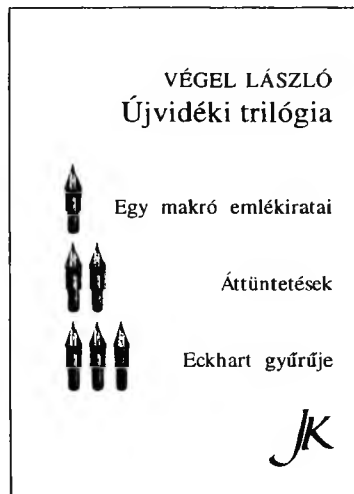 VÉGEL LÁSZLÓ
Újvidéki trilógia
Egy makró emlékiratai
Áttüntetések
Eckhart gyűrűje
JK